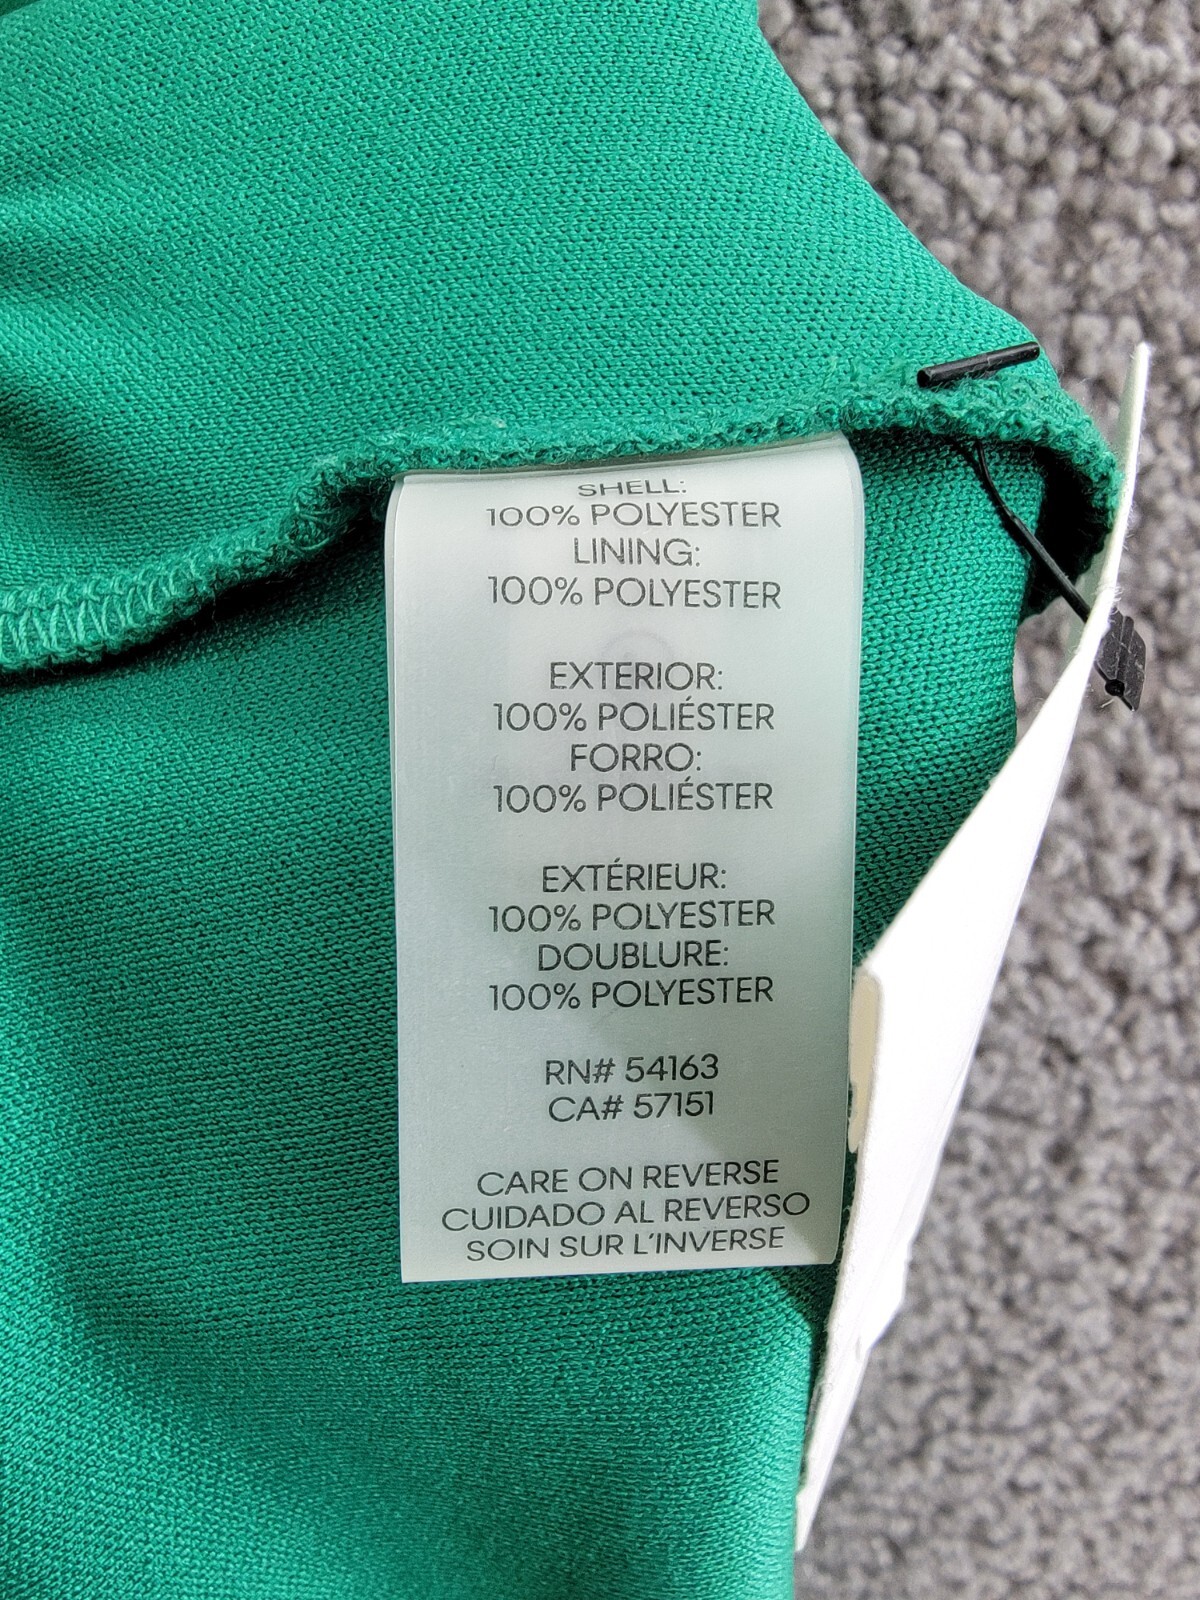 SHELL:
100% POLYESTER
LINING:
100% POLYESTER
EXTERIOR:
100% POLIÉSTER
FORRO:
100% POLIÉSTER
EXTÉRIEUR:
100% POLYESTER
DOUBLURE:
100% POLYESTER
RN# 54163
CA# 57151
CARE ON REVERSE
CUIDADO AL REVERSO
SOIN SUR L'INVERSE